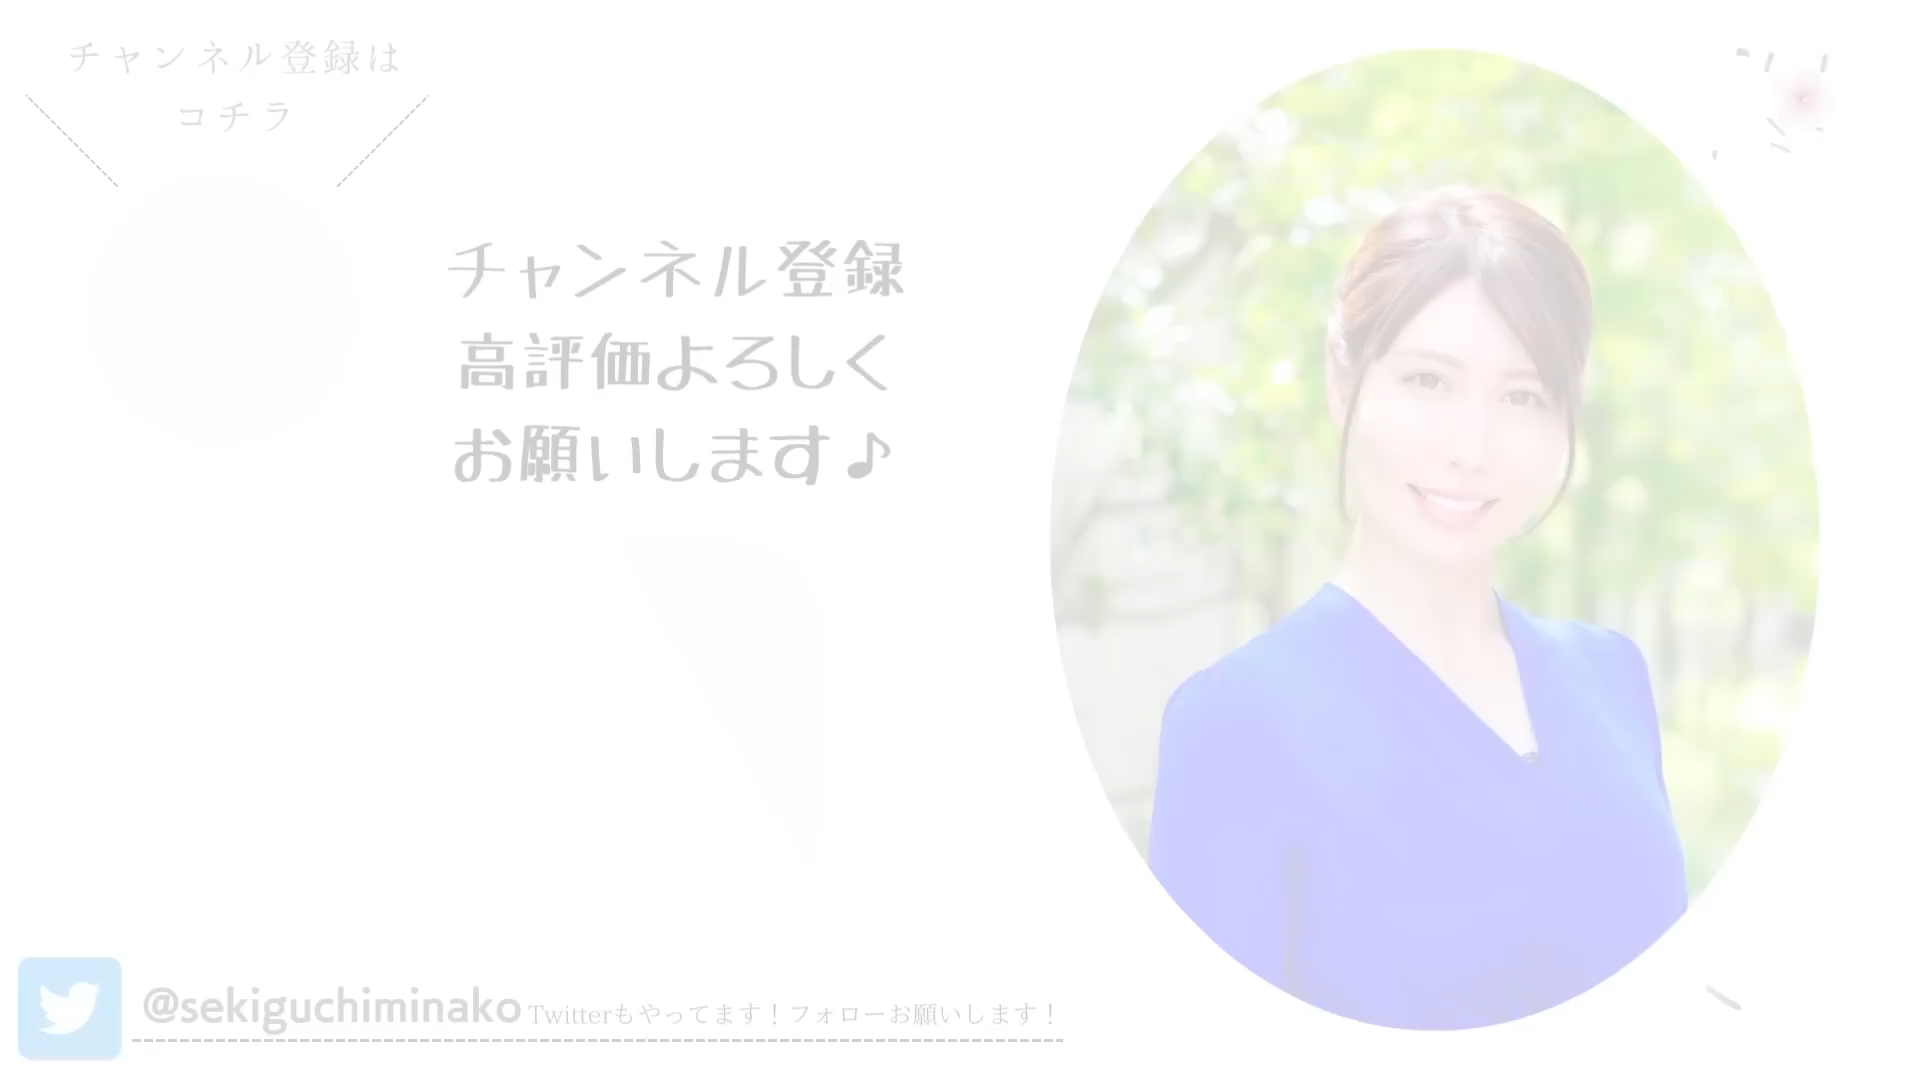 チャンネル登録は
コチラ
チャンネル登録
高評価よろしく
お願いします♪
@sekiguchiminako Twitterもやってます！フォローお願いします！